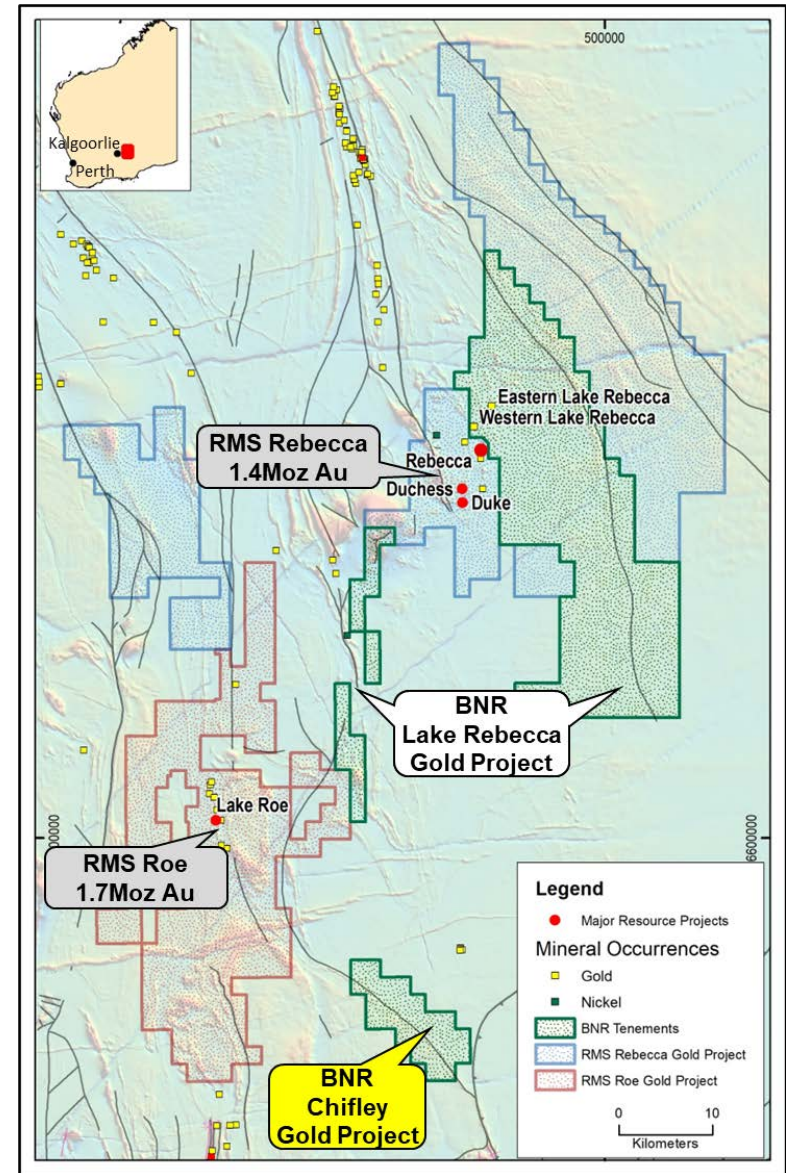 500000
Kalgoorlie
Perth
Eastern Lake Rebecca
Western Lake Rebecca
RMS Rebecca
1.4Moz Au
Rebecca
Duchess
Duke
BNR
Lake Rebecca
Gold Project
Lake Roe
6600000
RMS Roe
1.7Moz Au
BNR
Chifley
Gold Project
Legend
Major Resource Projects
Mineral Occurrences
Gold
Nickel
BNR Tenements
RMS Rebecca Gold Project
RMS Roe Gold Project
0 10
Kilometers